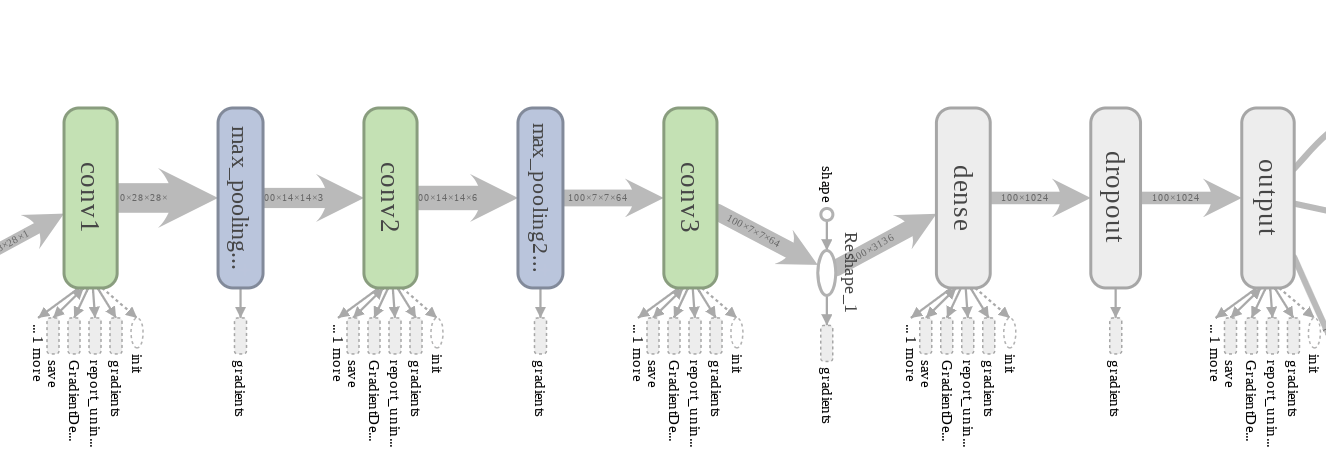 conv1
max_pooling...
conv2
max_pooling2...
conv3
shape
Reshape_1
dense
dropout
output
0×28×28×
00×14×14×3
00×14×14×6
100×7×7×64
100×7×7×64
00×3136
100×1024
100×1024
... 1 more
save
GradientDe...
report_unin...
gradients
init
gradients
... 1 more
save
GradientDe...
report_unin...
gradients
init
gradients
... 1 more
save
GradientDe...
report_unin...
gradients
init
gradients
... 1 more
save
GradientDe...
report_unin...
gradients
init
gradients
... 1 more
save
GradientDe...
report_unin...
gradients
init